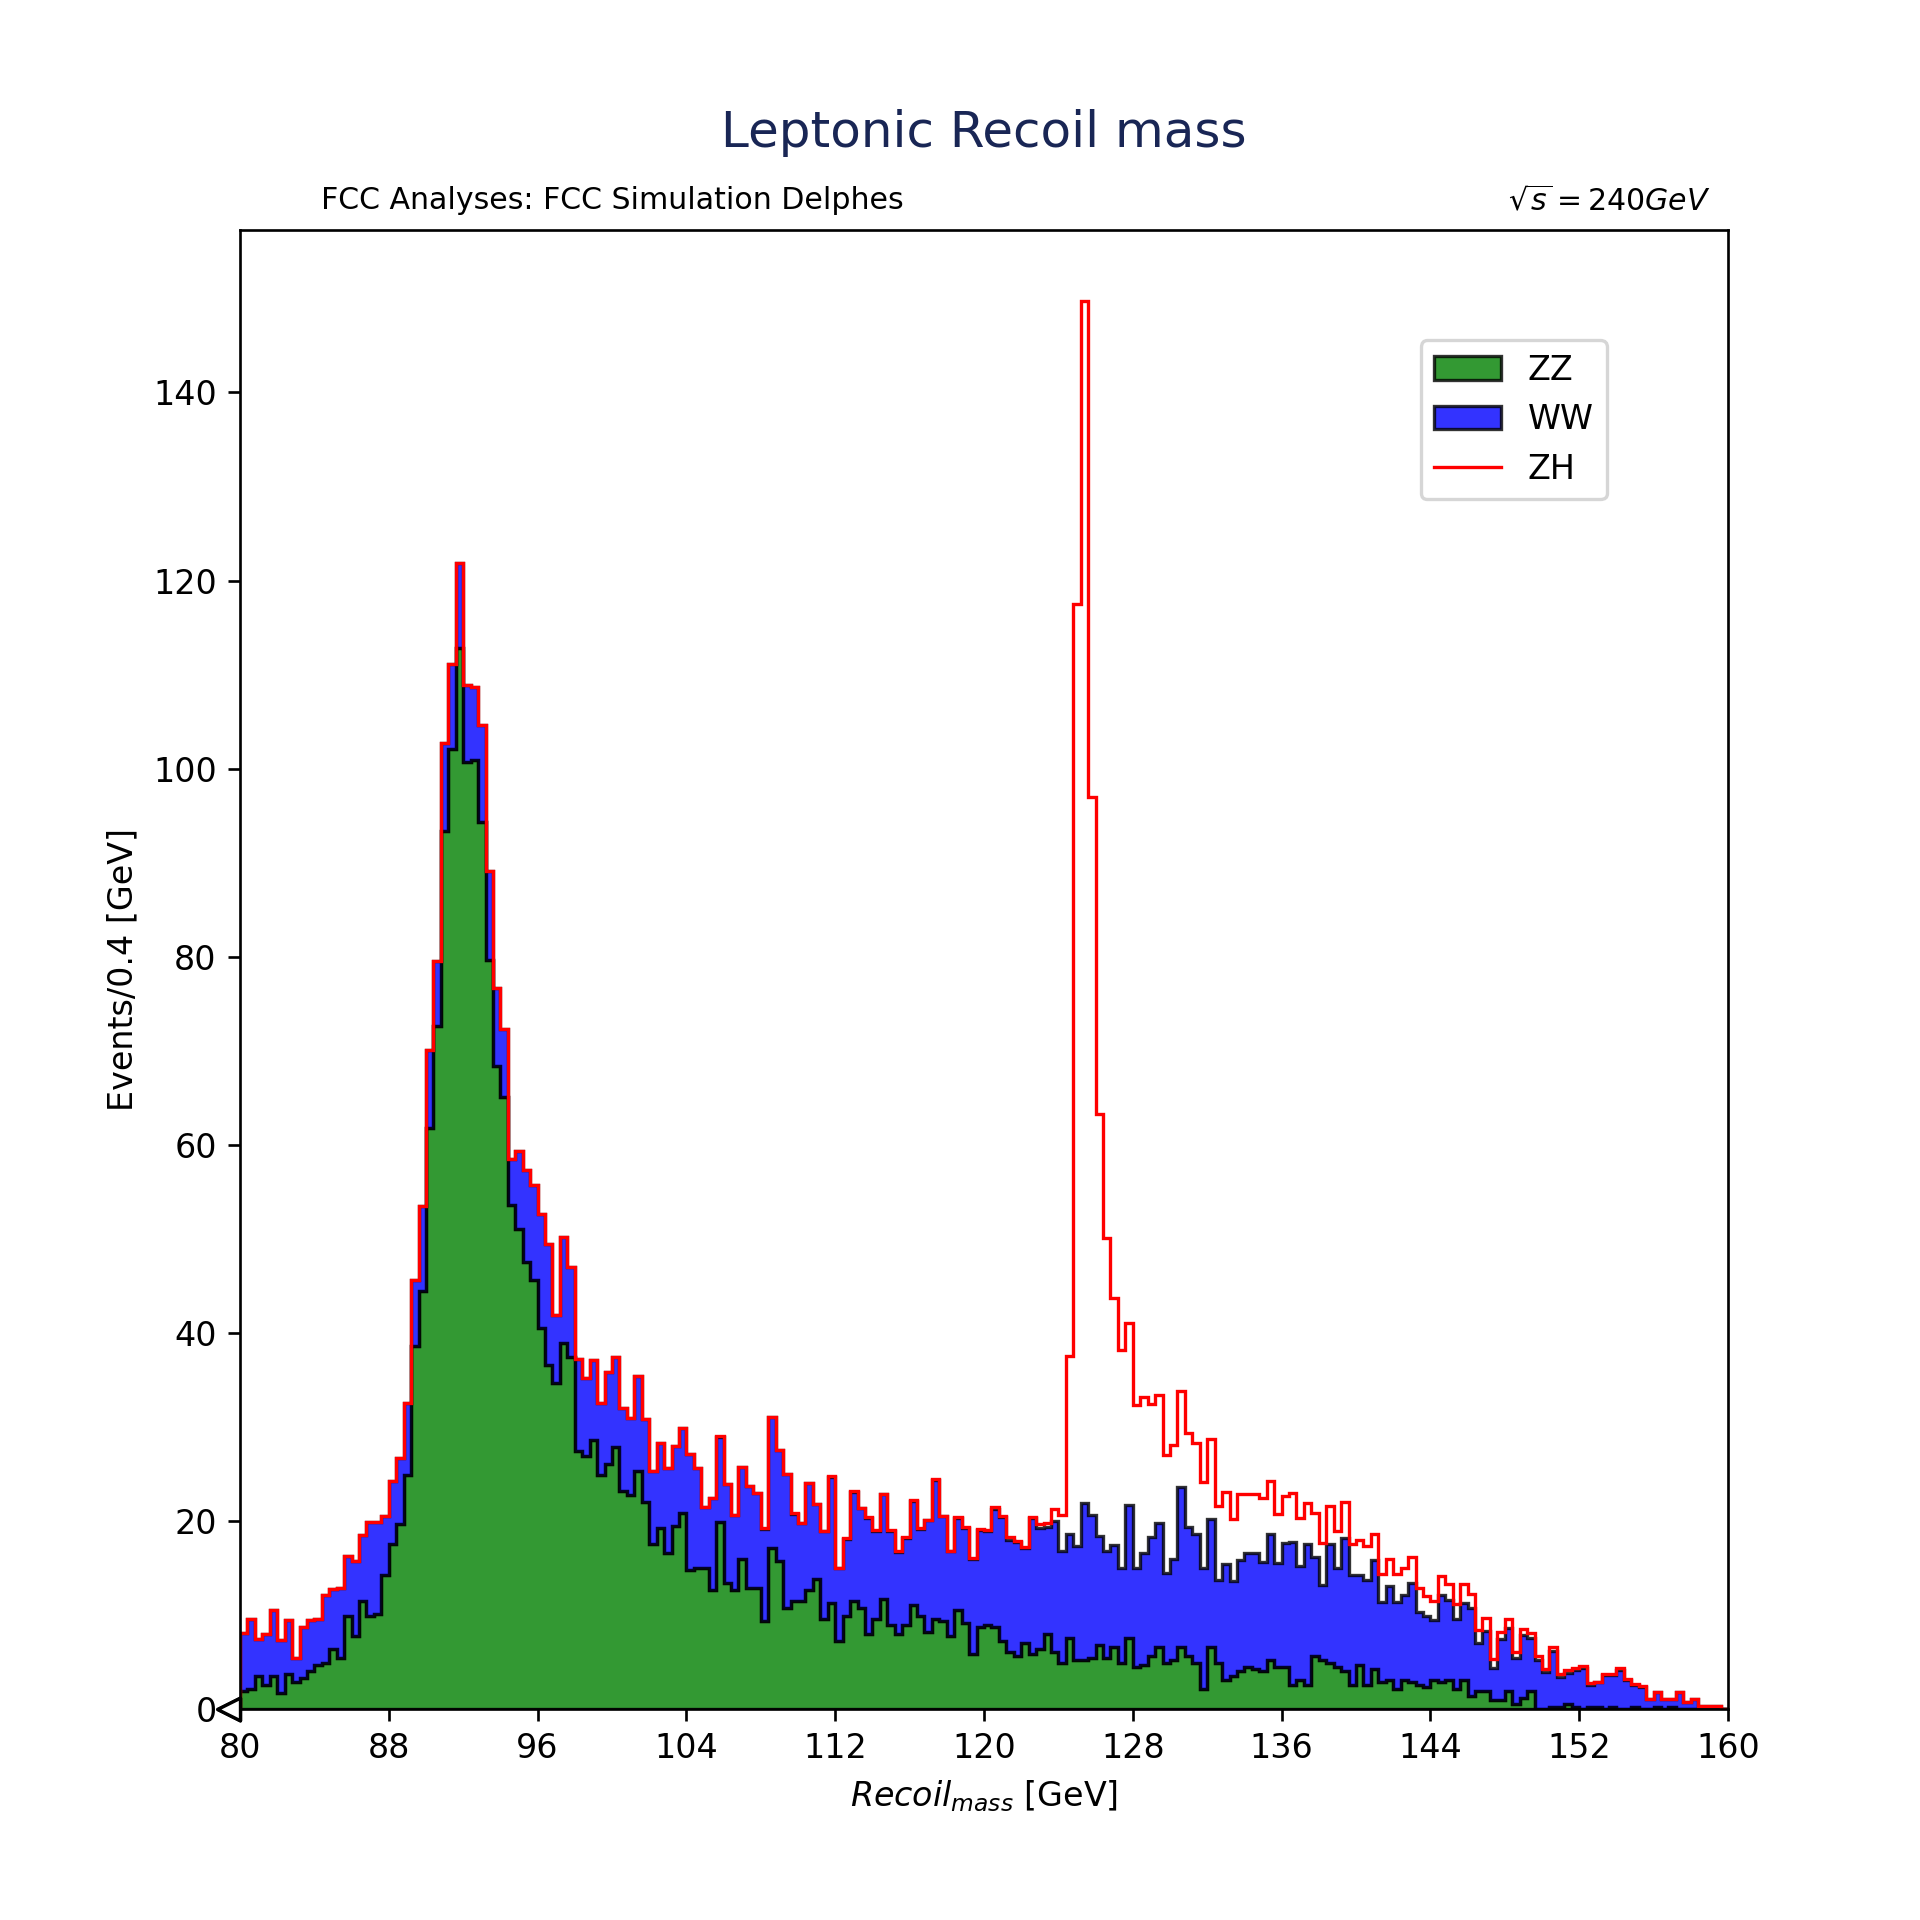 Leptonic Recoil mass
FCC Analyses: FCC Simulation Delphes
√s = 240GeV
ZZ
WW
ZH
Events/0.4 [GeV]
140
120
100
80
60
40
20
0
80 88 96 104 112 120 128 136 144 152 160
Recoil_mass [GeV]